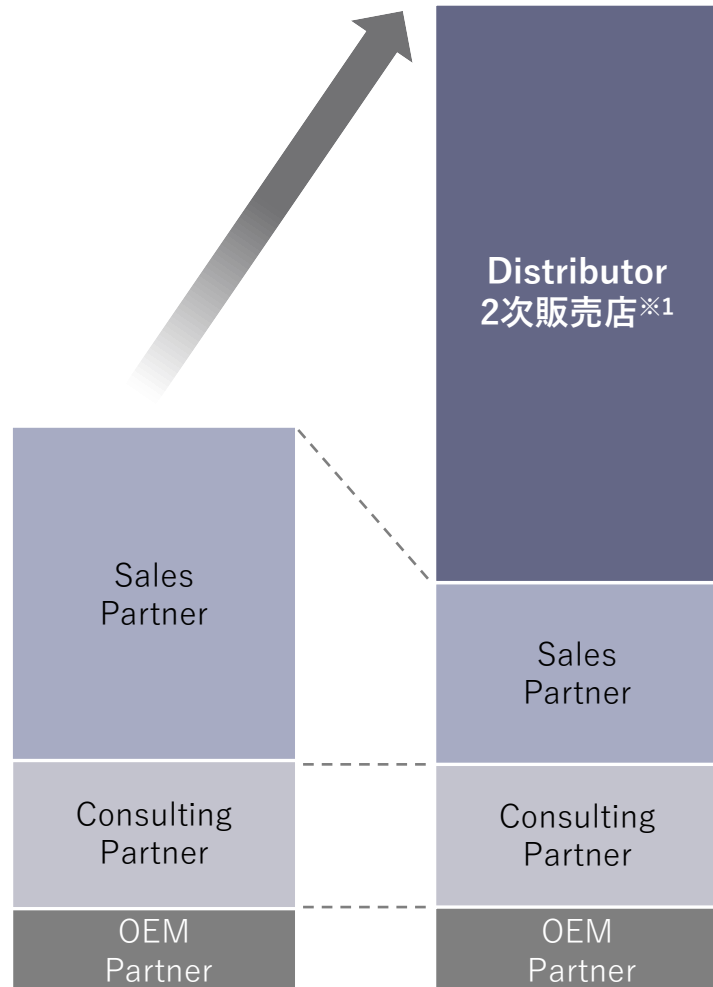 Distributor
2次販売店※1
Sales
Partner
Sales
Partner
Consulting
Partner
Consulting
Partner
OEM
Partner
OEM
Partner